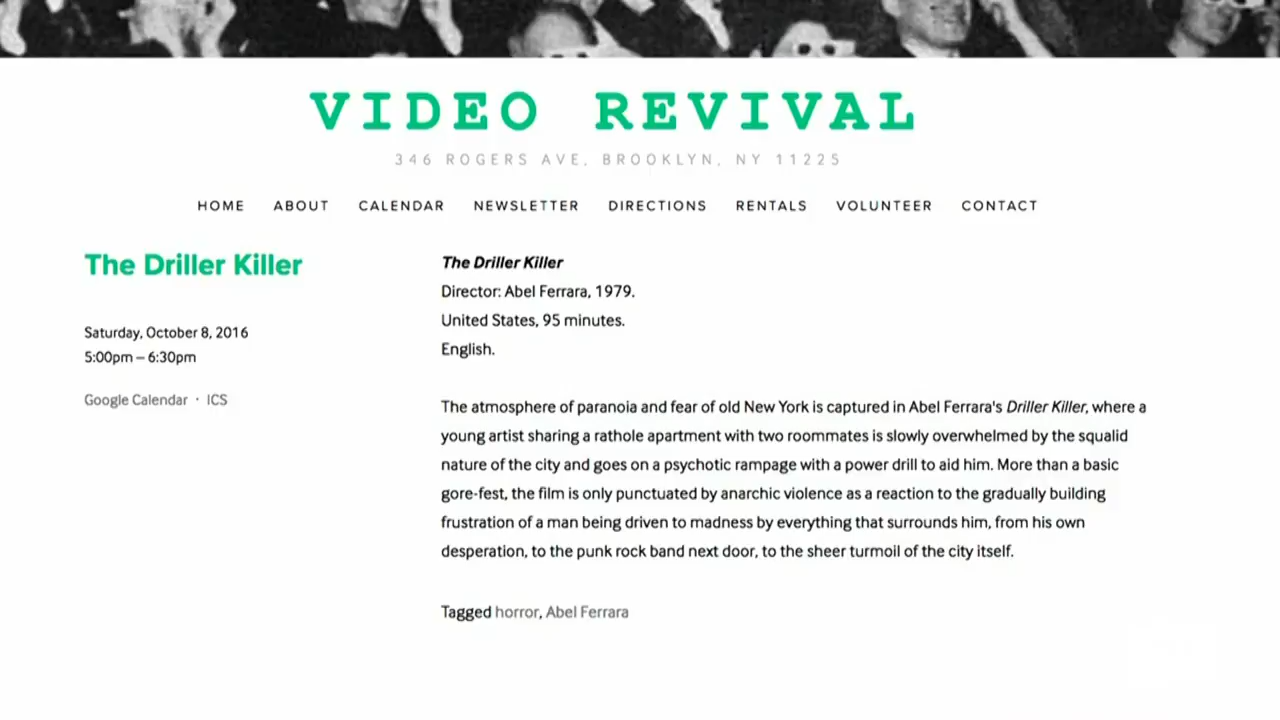 VIDEO REVIVAL
346 ROGERS AVE, BROOKLYN, NY 11225
HOME ABOUT CALENDAR NEWSLETTER DIRECTIONS RENTALS VOLUNTEER CONTACT
The Driller Killer
Saturday, October 8, 2016
5:00pm – 6:30pm
Google Calendar · ICS
The Driller Killer
Director: Abel Ferrara, 1979.
United States, 95 minutes.
English.
The atmosphere of paranoia and fear of old New York is captured in Abel Ferrara's Driller Killer, where a
young artist sharing a rathole apartment with two roommates is slowly overwhelmed by the squalid
nature of the city and goes on a psychotic rampage with a power drill to aid him. More than a basic
gore-fest, the film is only punctuated by anarchic violence as a reaction to the gradually building
frustration of a man being driven to madness by everything that surrounds him, from his own
desperation, to the punk rock band next door, to the sheer turmoil of the city itself.
Tagged horror, Abel Ferrara